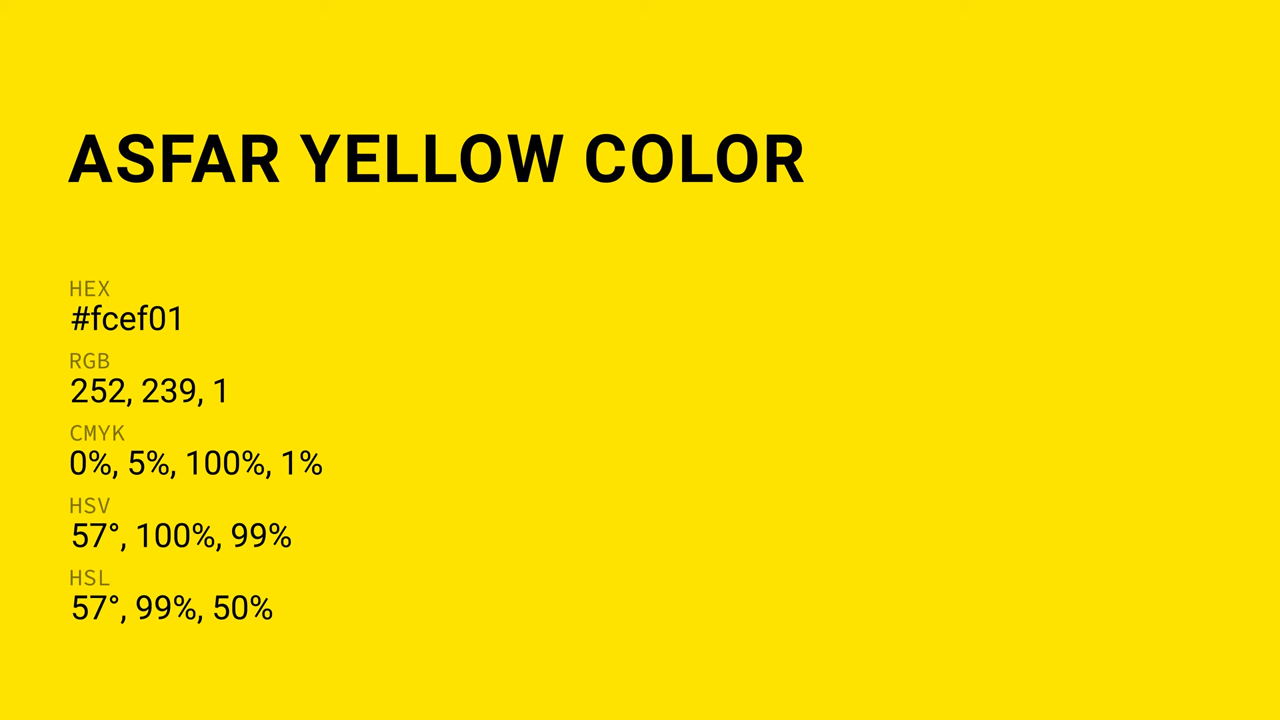 ASFAR YELLOW COLOR
HEX
#fcef01
RGB
252, 239, 1
CMYK
0%, 5%, 100%, 1%
HSV
57°, 100%, 99%
HSL
57°, 99%, 50%